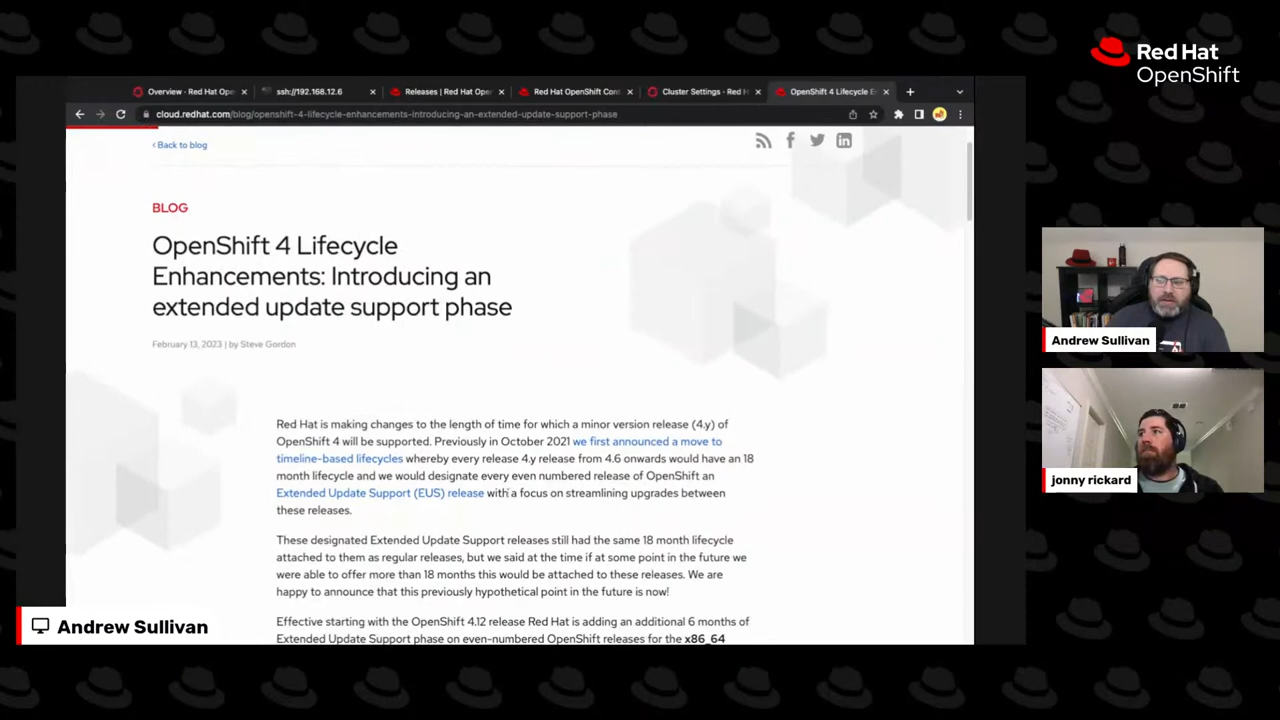 Red Hat
OpenShift
Overview · Red Hat Ope
ssh://192.168.12.6
Releases | Red Hat Open
Red Hat OpenShift Cont
Cluster Settings · Red H
OpenShift 4 Lifecycle E
cloud.redhat.com/blog/openshift-4-lifecycle-enhancements-introducing-an-extended-update-support-phase
‹ Back to blog
BLOG
OpenShift 4 Lifecycle
Enhancements: Introducing an
extended update support phase
February 13, 2023 | by Steve Gordon
Red Hat is making changes to the length of time for which a minor version release (4.y) of
OpenShift 4 will be supported. Previously in October 2021 we first announced a move to
timeline-based lifecycles whereby every release 4.y release from 4.6 onwards would have an 18
month lifecycle and we would designate every even numbered release of OpenShift an
Extended Update Support (EUS) release with a focus on streamlining upgrades between
these releases.
These designated Extended Update Support releases still had the same 18 month lifecycle
attached to them as regular releases, but we said at the time if at some point in the future we
were able to offer more than 18 months this would be attached to these releases. We are
happy to announce that this previously hypothetical point in the future is now!
Effective starting with the OpenShift 4.12 release Red Hat is adding an additional 6 months of
Extended Update Support phase on even-numbered OpenShift releases for the x86_64
Andrew Sullivan
jonny rickard
Andrew Sullivan